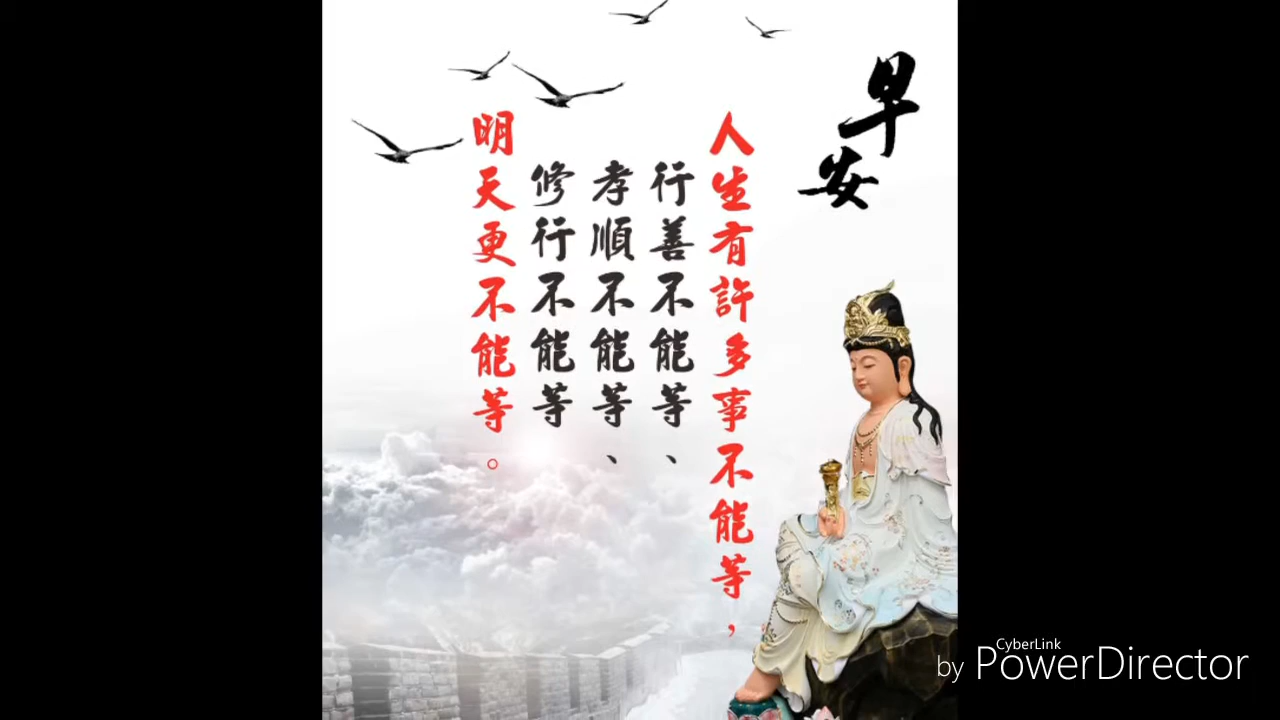 早安
人生有許多事不能等，
行善不能等、
孝順不能等、
修行不能等
明天更不能等。
CyberLink
by PowerDirector